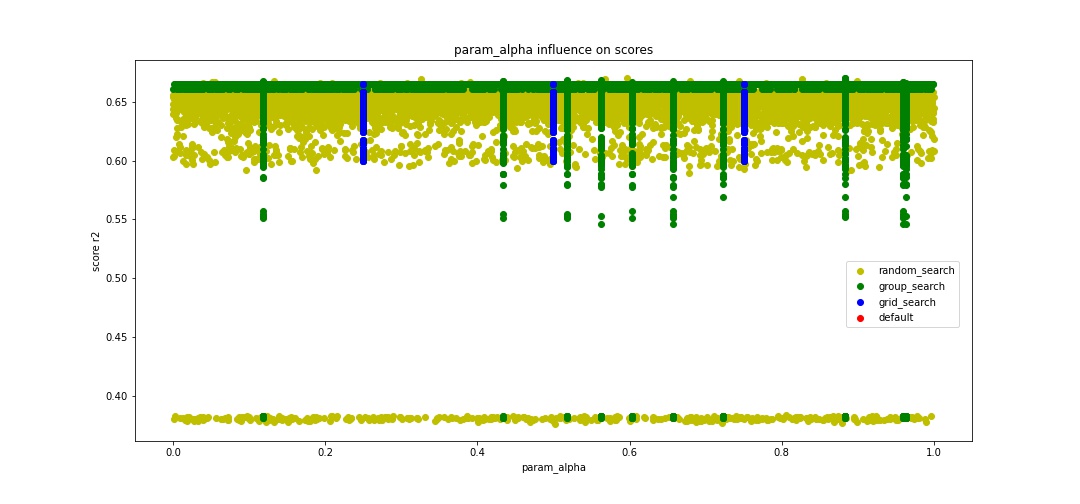 param_alpha influence on scores
score r2
0.65
0.60
0.55
0.50
0.45
0.40
random_search
group_search
grid_search
default
0.0 0.2 0.4 0.6 0.8 1.0
param_alpha